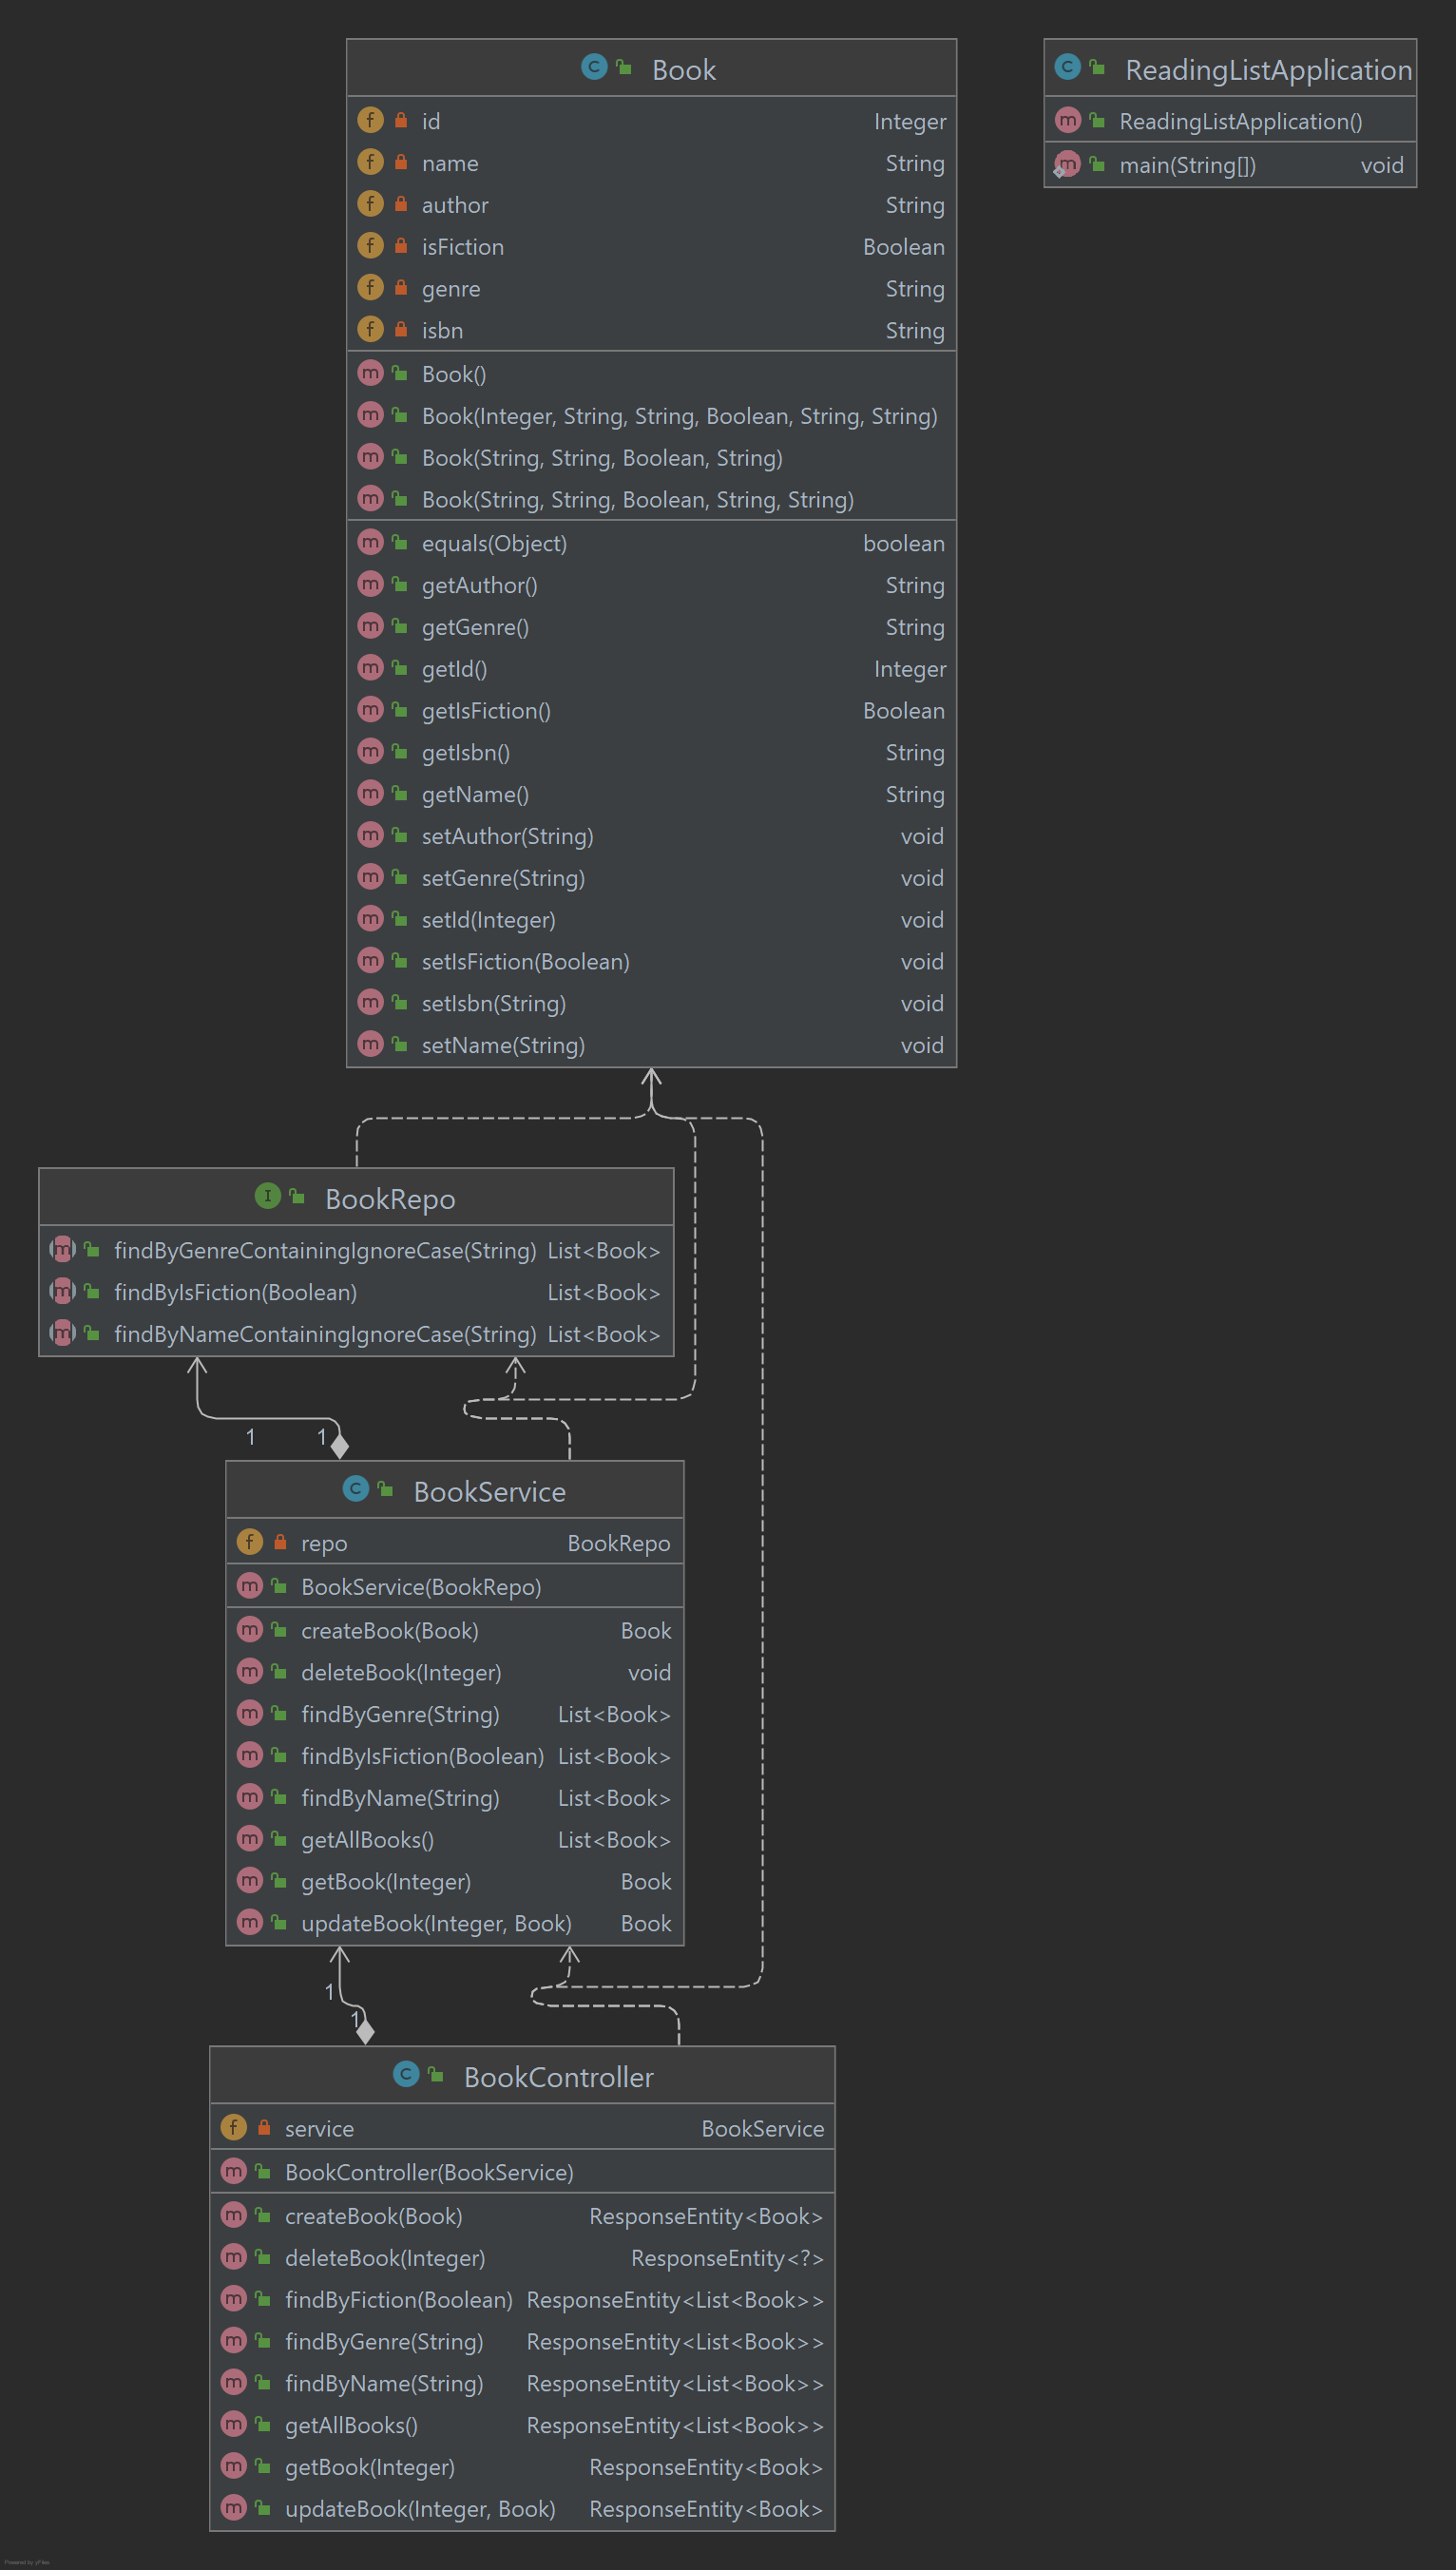 Book
id Integer
name String
author String
isFiction Boolean
genre String
isbn String
Book()
Book(Integer, String, String, Boolean, String, String)
Book(String, String, Boolean, String)
Book(String, String, Boolean, String, String)
equals(Object) boolean
getAuthor() String
getGenre() String
getId() Integer
getIsFiction() Boolean
getIsbn() String
getName() String
setAuthor(String) void
setGenre(String) void
setId(Integer) void
setIsFiction(Boolean) void
setIsbn(String) void
setName(String) void
ReadingListApplication
ReadingListApplication()
main(String[]) void
BookRepo
findByGenreContainingIgnoreCase(String) List<Book>
findByIsFiction(Boolean) List<Book>
findByNameContainingIgnoreCase(String) List<Book>
1 1
BookService
repo BookRepo
BookService(BookRepo)
createBook(Book) Book
deleteBook(Integer) void
findByGenre(String) List<Book>
findByIsFiction(Boolean) List<Book>
findByName(String) List<Book>
getAllBooks() List<Book>
getBook(Integer) Book
updateBook(Integer, Book) Book
1
1
BookController
service BookService
BookController(BookService)
createBook(Book) ResponseEntity<Book>
deleteBook(Integer) ResponseEntity<?>
findByFiction(Boolean) ResponseEntity<List<Book>>
findByGenre(String) ResponseEntity<List<Book>>
findByName(String) ResponseEntity<List<Book>>
getAllBooks() ResponseEntity<List<Book>>
getBook(Integer) ResponseEntity<Book>
updateBook(Integer, Book) ResponseEntity<Book>
Powered by yFiles